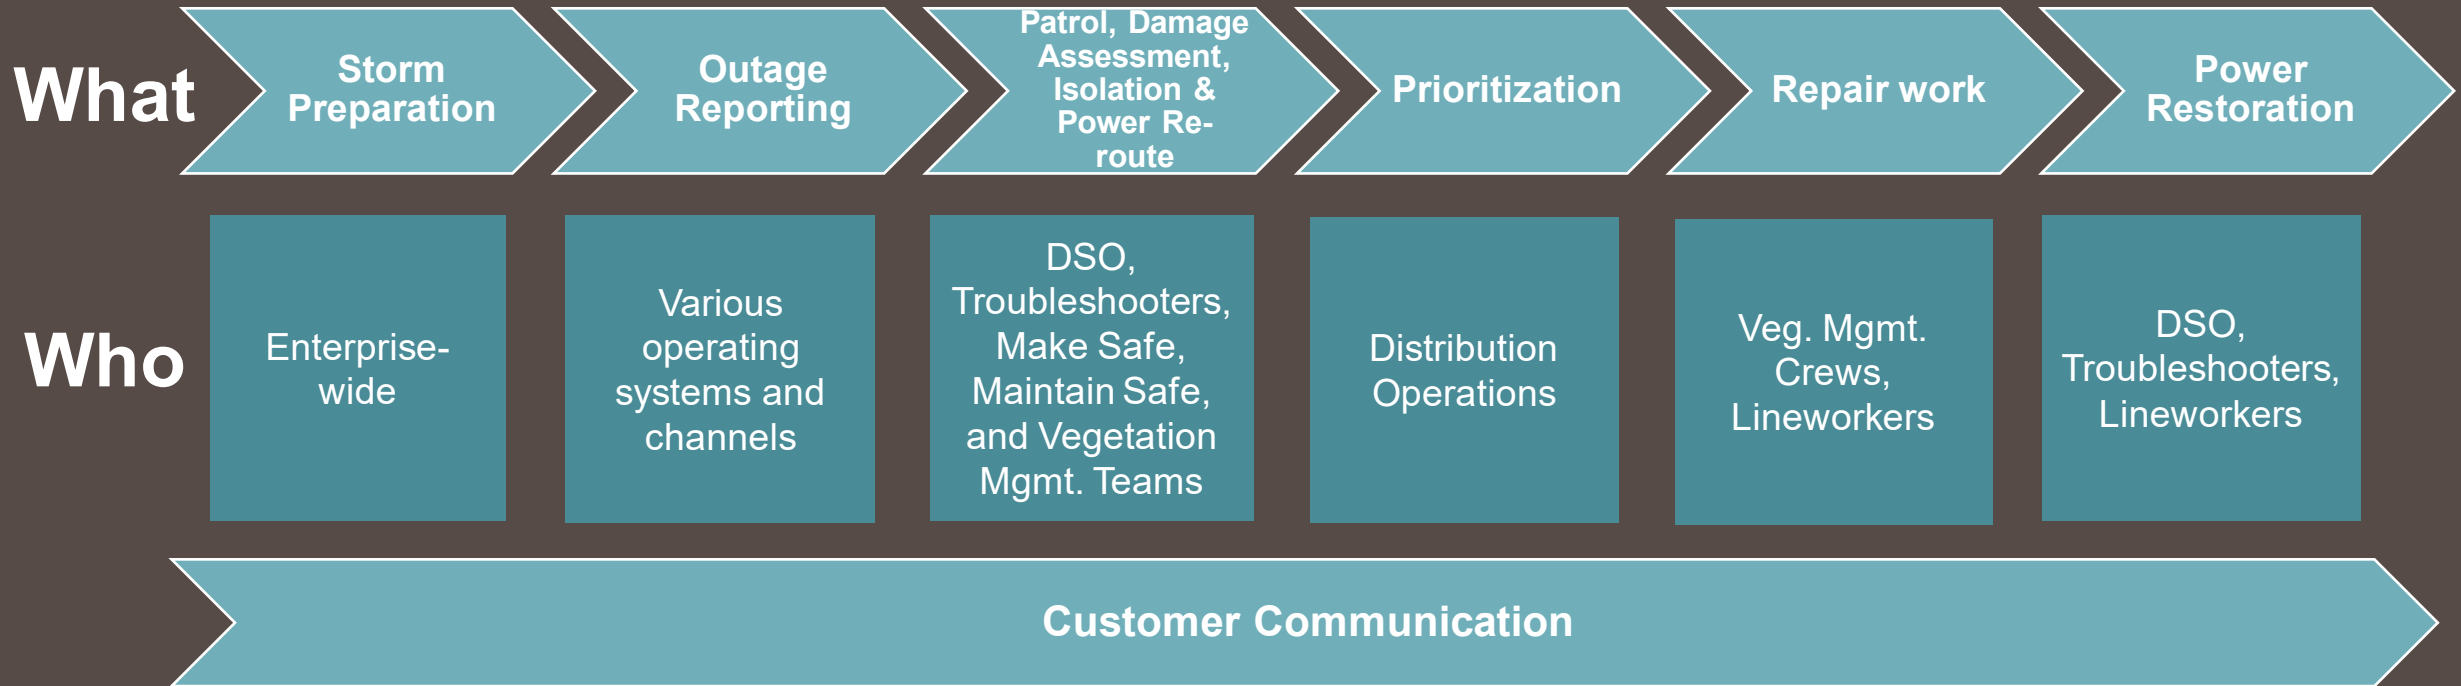 What
Storm
Preparation
Outage
Reporting
Patrol, Damage
Assessment,
Isolation &
Power Re-
route
Prioritization
Repair work
Power
Restoration
Who
Enterprise-
wide
Various
operating
systems and
channels
DSO,
Troubleshooters,
Make Safe,
Maintain Safe,
and Vegetation
Mgmt. Teams
Distribution
Operations
Veg. Mgmt.
Crews,
Lineworkers
DSO,
Troubleshooters,
Lineworkers
Customer Communication